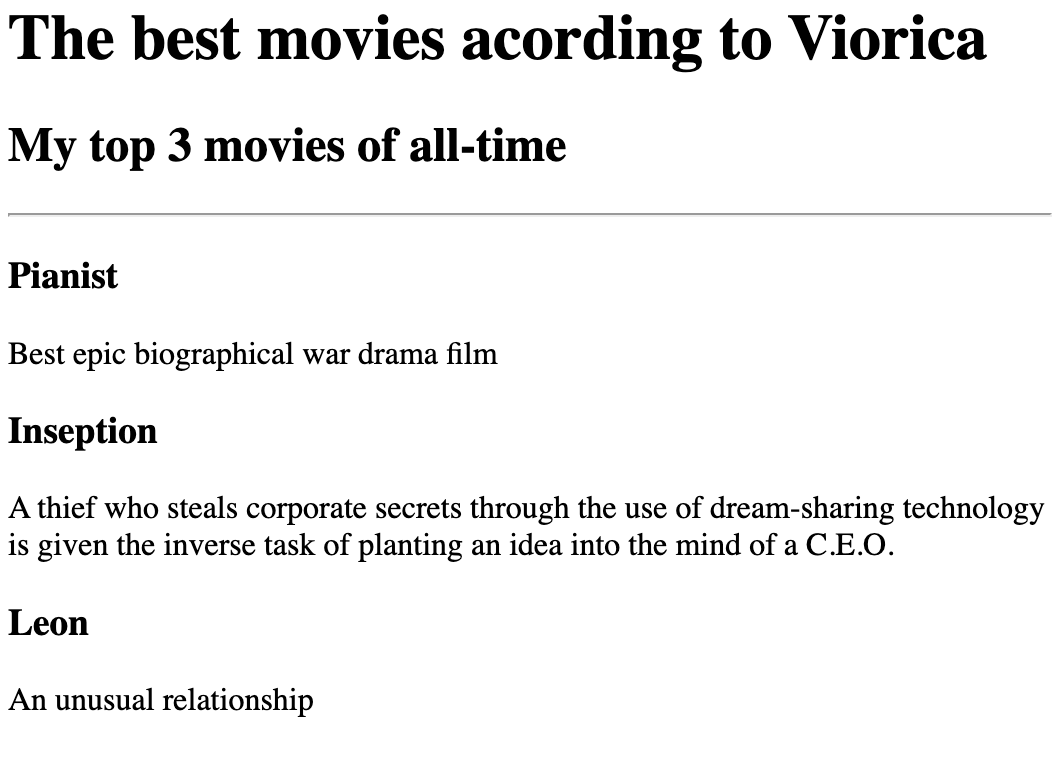 The best movies acording to Viorica
My top 3 movies of all-time
Pianist
Best epic biographical war drama film
Inseption
A thief who steals corporate secrets through the use of dream-sharing technology
is given the inverse task of planting an idea into the mind of a C.E.O.
Leon
An unusual relationship